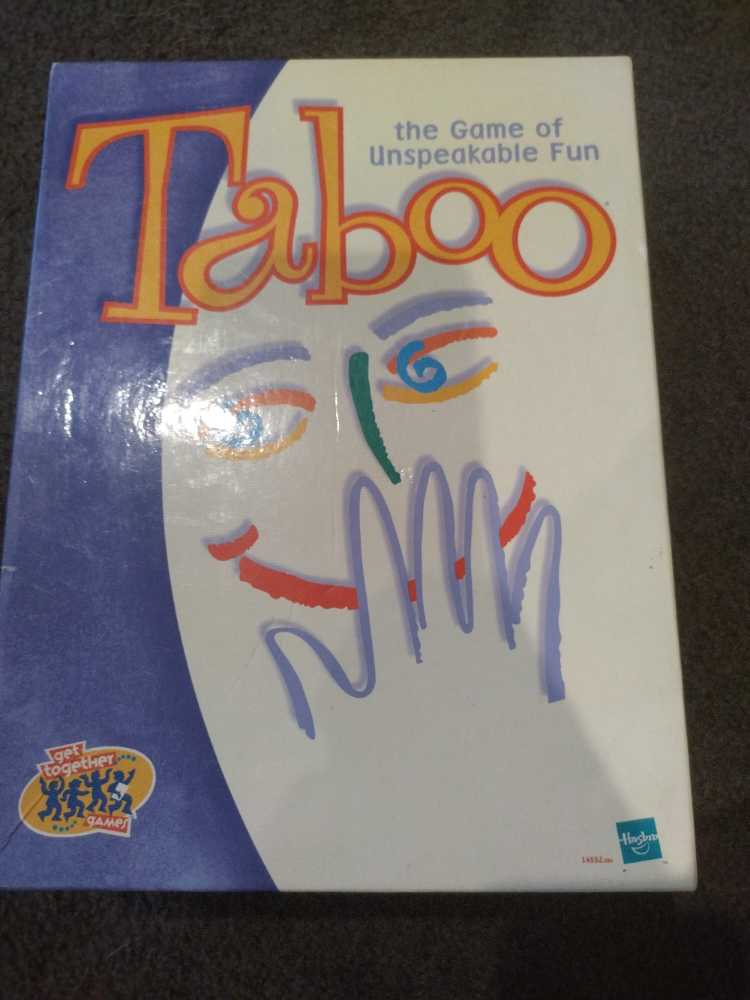 Taboo
the Game of
Unspeakable Fun
get
together
games
Hasbro